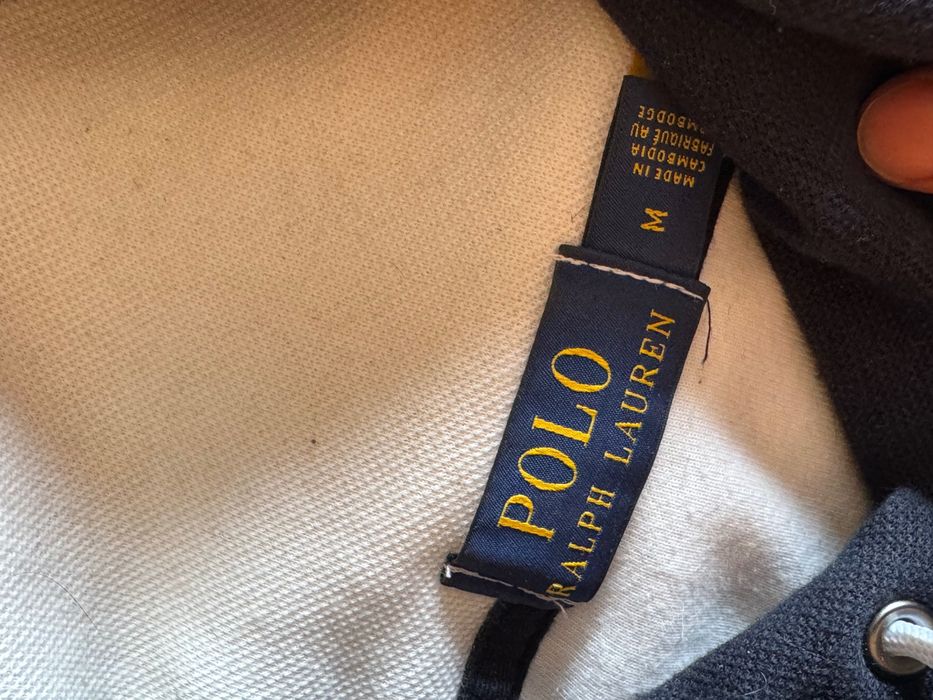 POLO
RALPH LAUREN
M
MADE IN
CAMBODIA
FABRIQUÉ AU
CAMBODGE